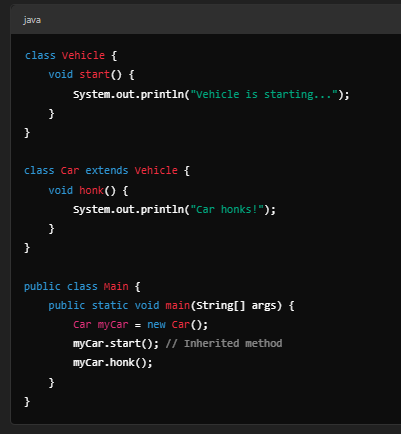 java
class Vehicle {
    void start() {
        System.out.println("Vehicle is starting...");
    }
}
class Car extends Vehicle {
    void honk() {
        System.out.println("Car honks!");
    }
}
public class Main {
    public static void main(String[] args) {
        Car myCar = new Car();
        myCar.start(); // Inherited method
        myCar.honk();
    }
}